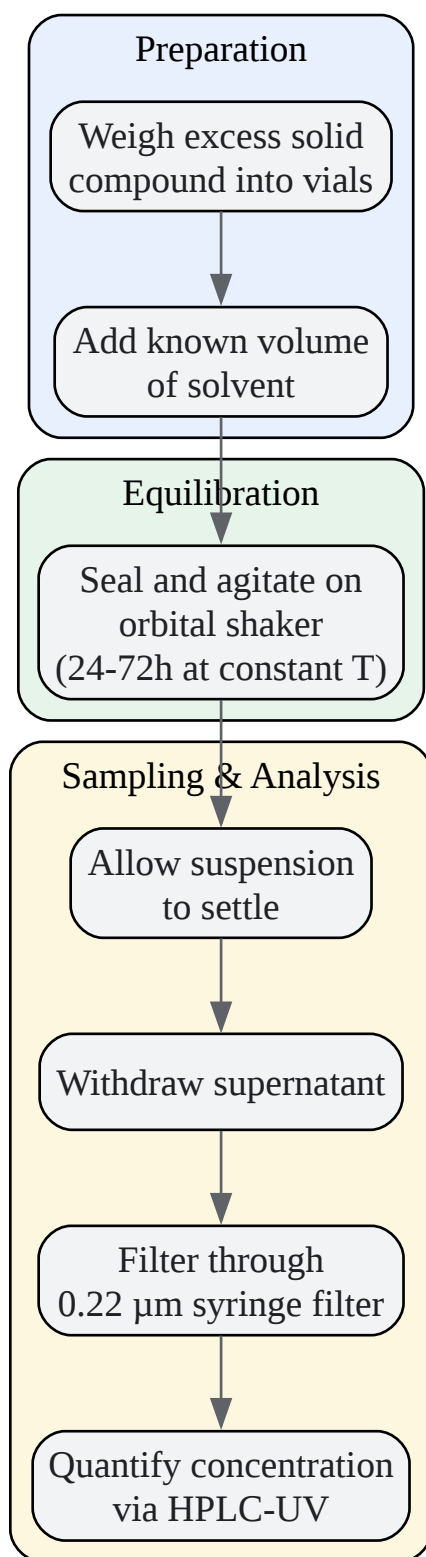 Preparation
Weigh excess solid
compound into vials
Add known volume
of solvent
Equilibration
Seal and agitate on
orbital shaker
(24-72h at constant T)
Sampling & Analysis
Allow suspension
to settle
Withdraw supernatant
Filter through
0.22 µm syringe filter
Quantify concentration
via HPLC-UV